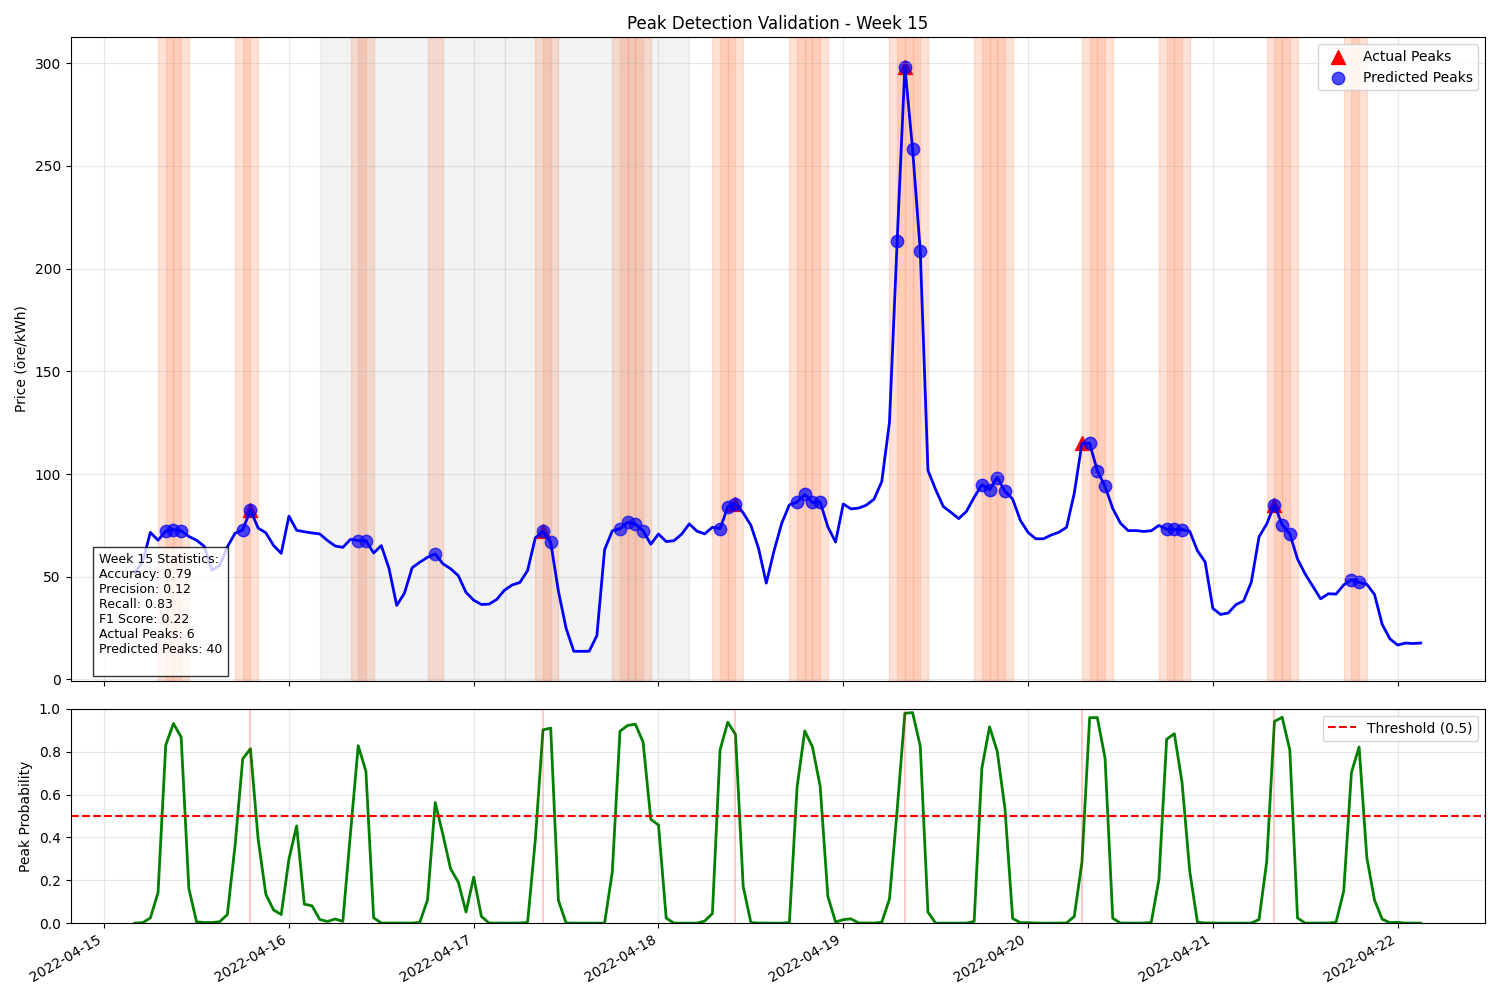 Peak Detection Validation - Week 15
Price (öre/kWh)
300
250
200
150
100
50
0
Actual Peaks
Predicted Peaks
Week 15 Statistics:
Accuracy: 0.79
Precision: 0.12
Recall: 0.83
F1 Score: 0.22
Actual Peaks: 6
Predicted Peaks: 40
Peak Probability
1.0
0.8
0.6
0.4
0.2
0.0
Threshold (0.5)
2022-04-15
2022-04-16
2022-04-17
2022-04-18
2022-04-19
2022-04-20
2022-04-21
2022-04-22